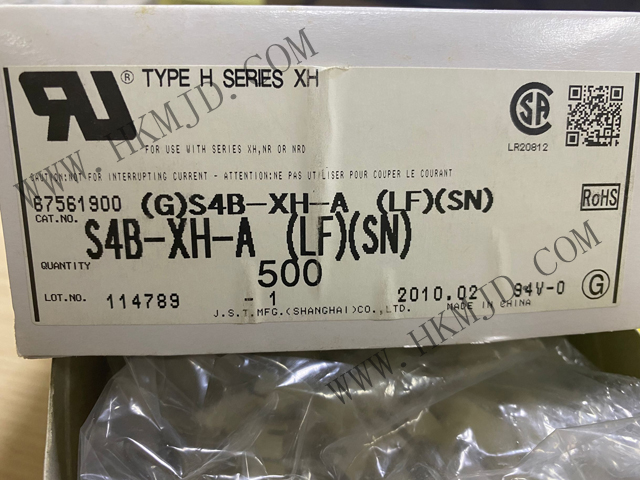 ® TYPE H SERIES XH
LR20812
FOR USE WITH SERIES XH,NR OR NRD
CAUTION:NOT FOR INTERRUPTING CURRENT - ATTENTION:NE PAS UTILISER POUR COUPER LE COURANT
67561900 (G)S4B-XH-A (LF)(SN)
RoHS
CAT.NO. S4B-XH-A (LF)(SN)
QUANTITY 500
LOT.NO. 114789 -1 2010.02 94V-0 G
J.S.T.MFG.(SHANGHAI)CO.,LTD. MADE IN CHINA
WWW.HKMJD.COM
WWW.HKMJD.COM
WWW.HKMJD.COM